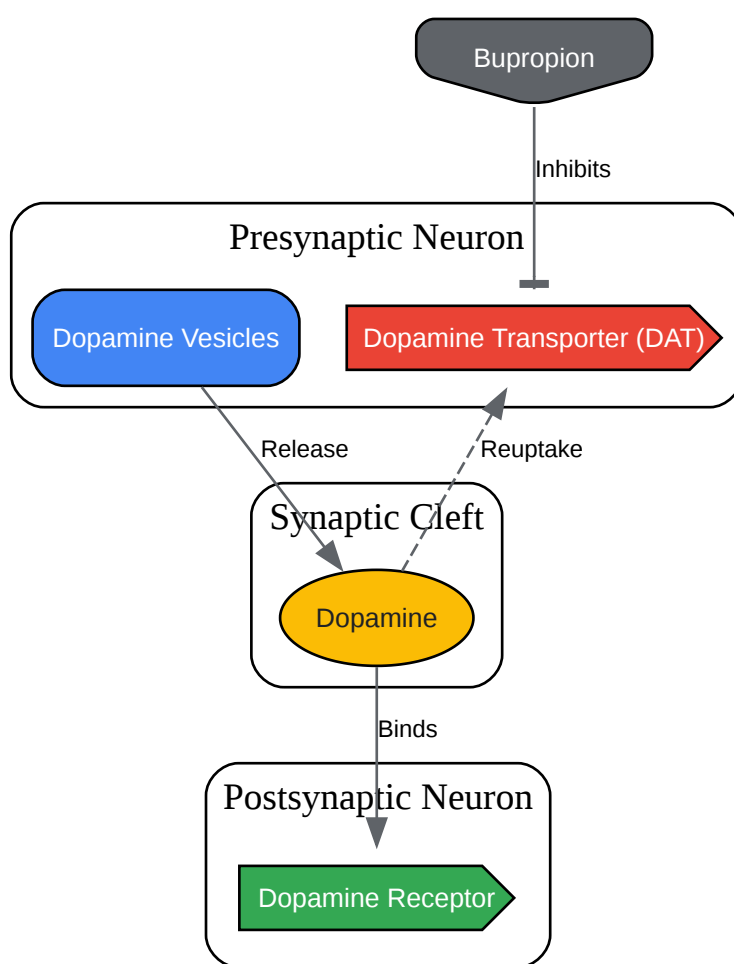 Bupropion
Inhibits
Presynaptic Neuron
Dopamine Vesicles
Dopamine Transporter (DAT)
Release
Reuptake
Synaptic Cleft
Dopamine
Binds
Postsynaptic Neuron
Dopamine Receptor